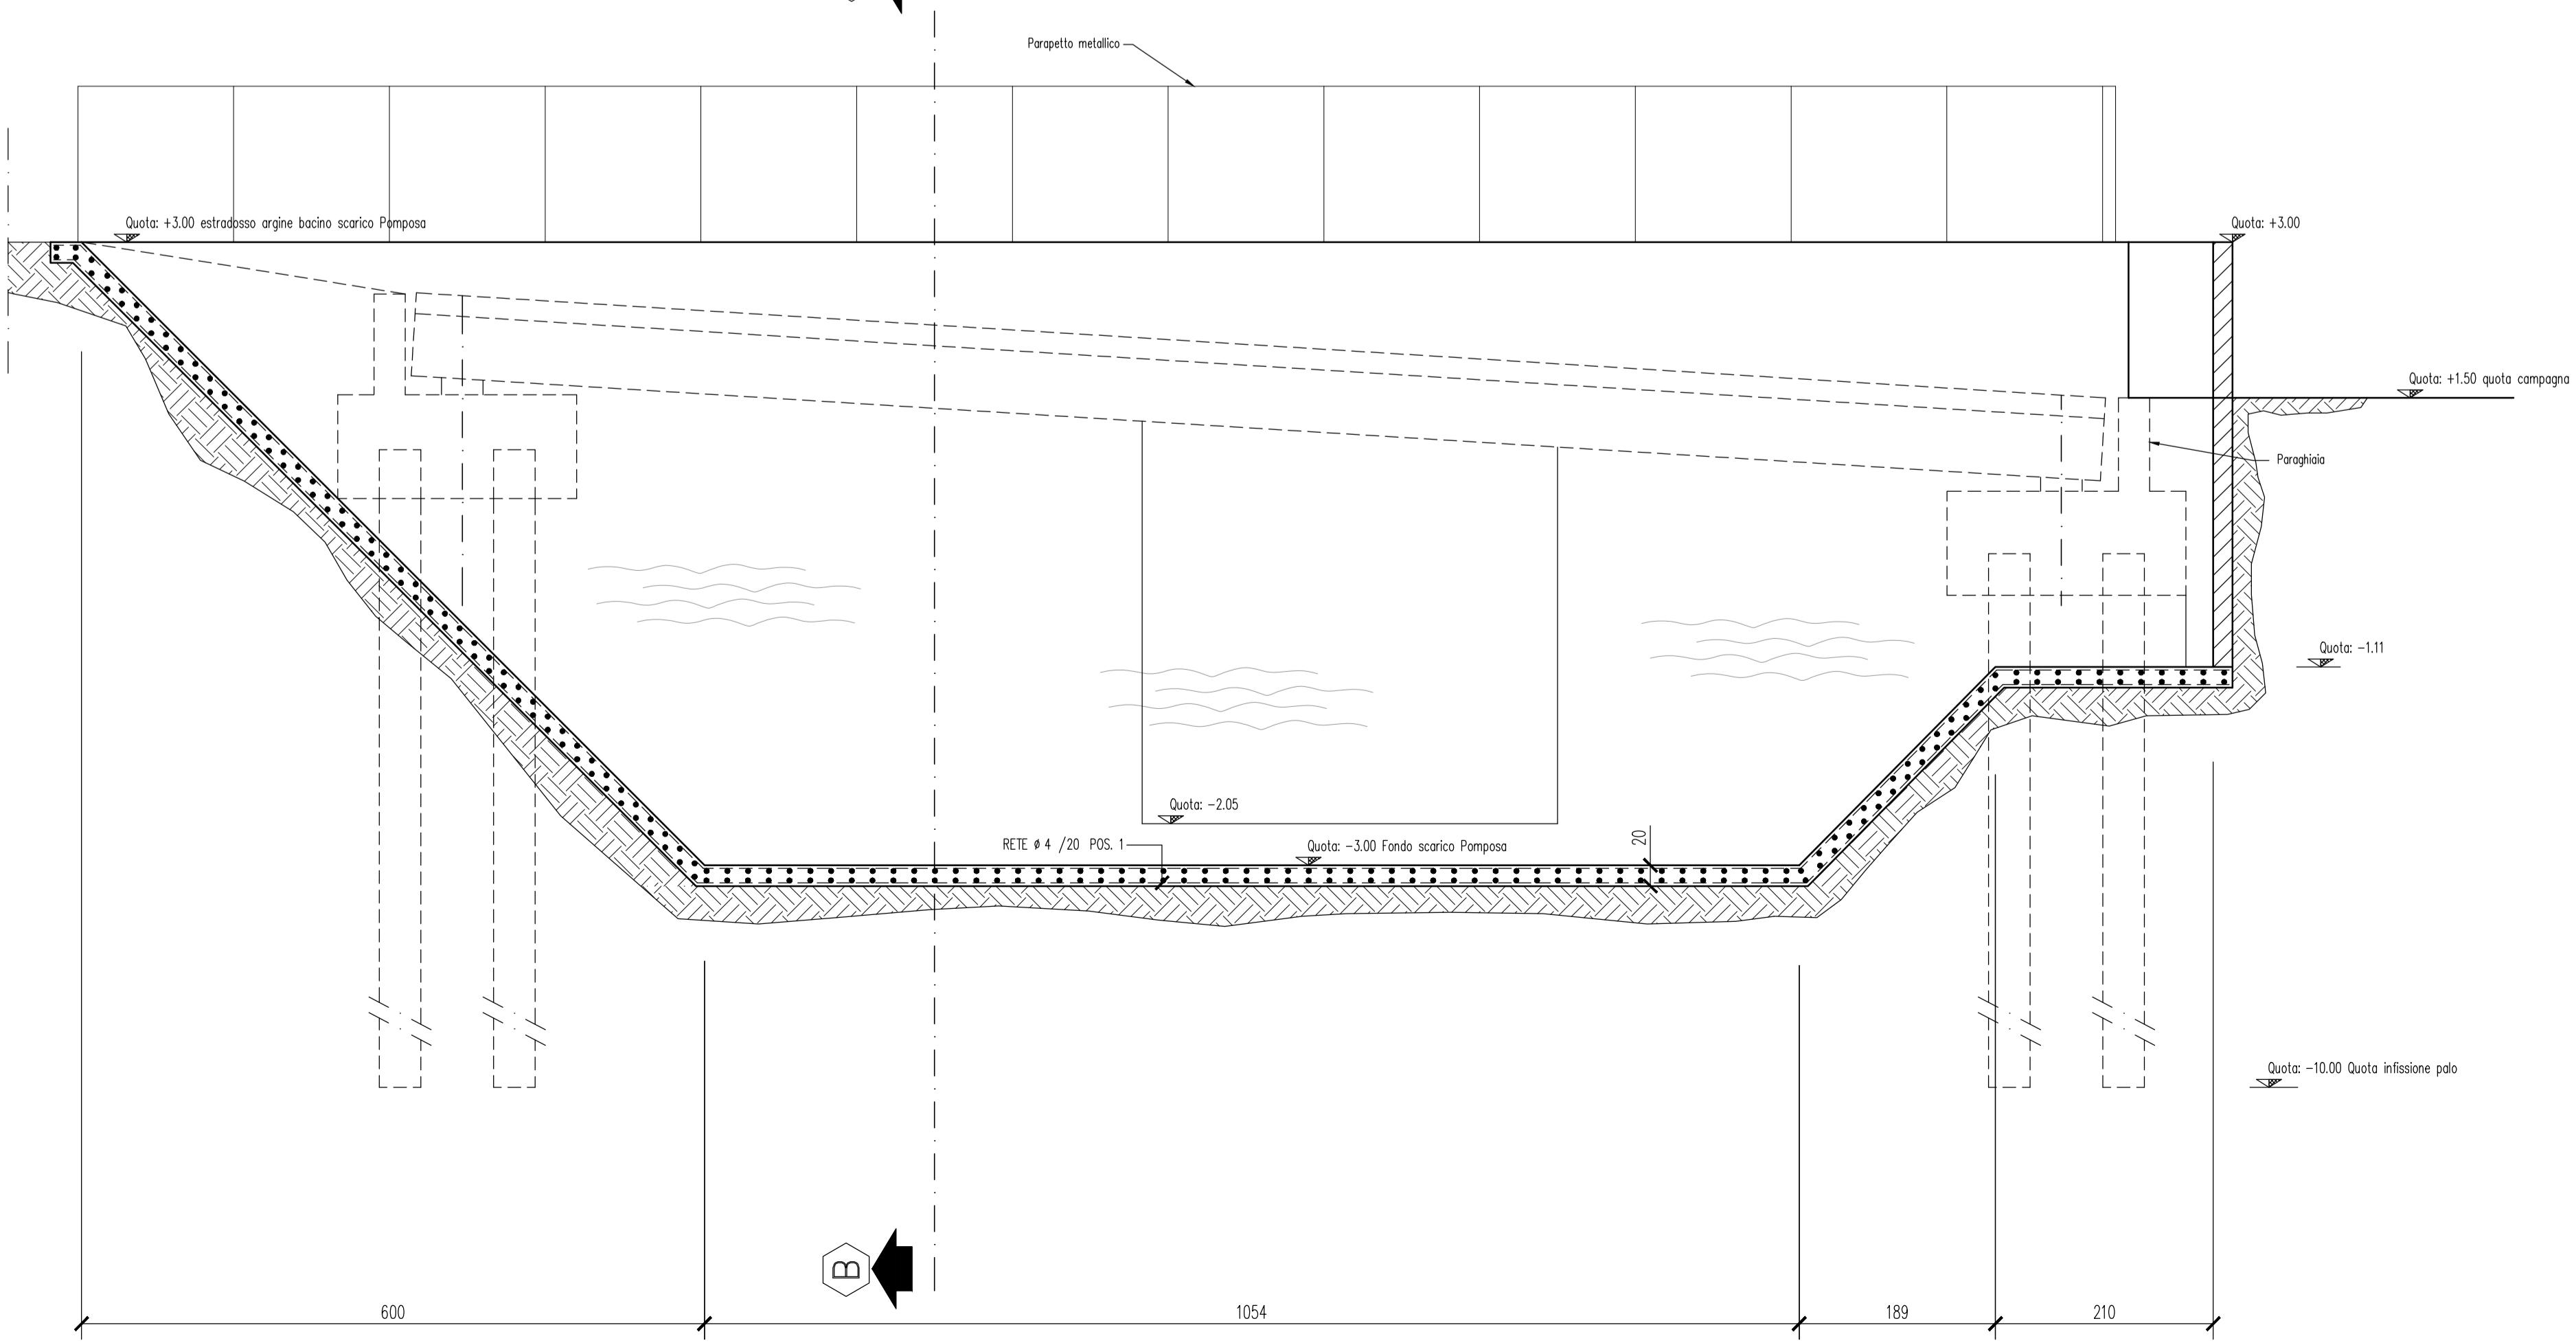 Parapetto metallico
Quota: +3.00 estradosso argine bacino scarico Pomposa
Quota: +3.00
Quota: +1.50 quota campagna
Paraghiaia
Quota: -1.11
Quota: -2.05
RETE ø 4 /20 POS. 1
Quota: -3.00 Fondo scarico Pomposa
20
Quota: -10.00 Quota infissione palo
B
600
1054
189
210